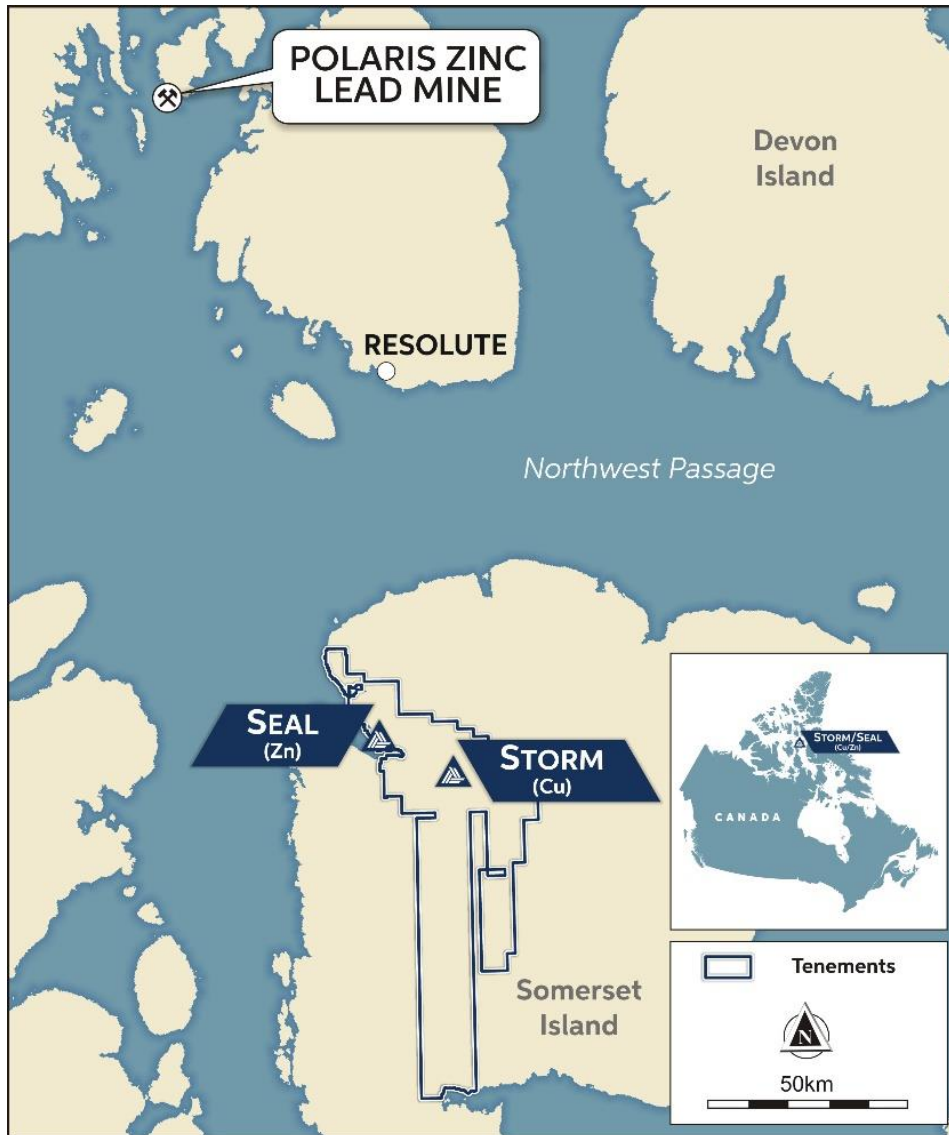 POLARIS ZINC
LEAD MINE
Devon
Island
RESOLUTE
Northwest Passage
SEAL
(Zn)
STORM
(Cu)
STORM/SEAL
(Cu/Zn)
CANADA
Tenements
Somerset
Island
N
50km